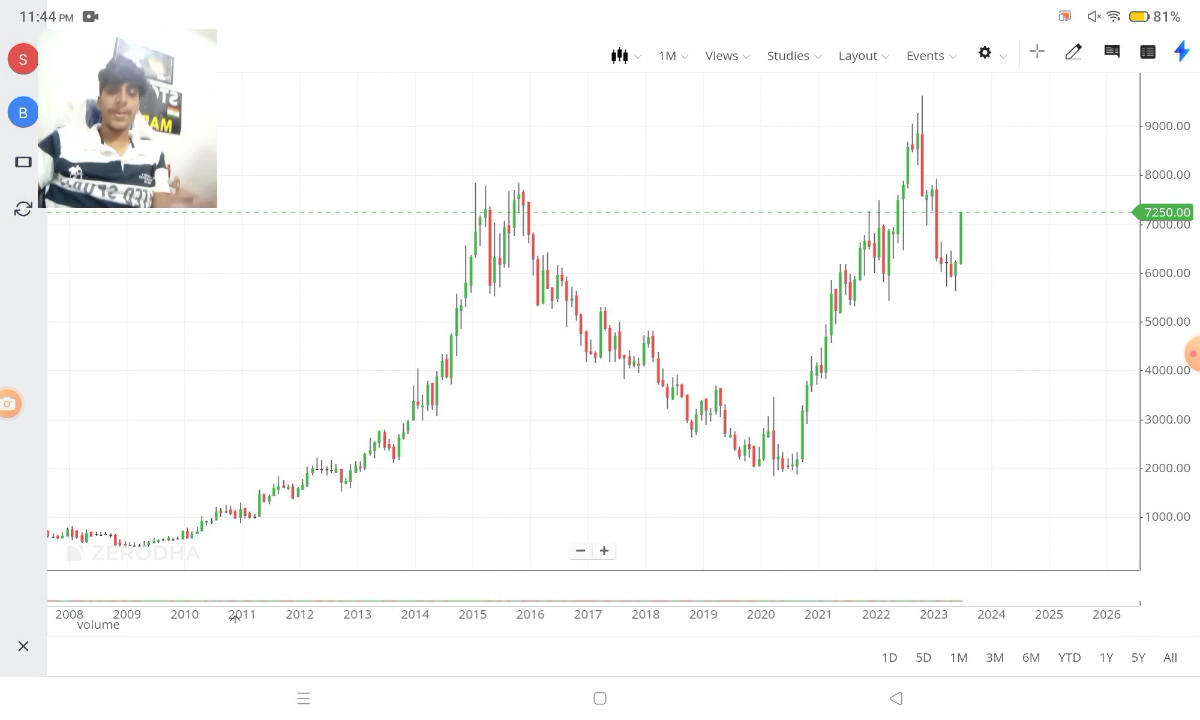 11:44 PM
81%
S
B
1M
Views
Studies
Layout
Events
9000.00
8000.00
7250.00
7000.00
6000.00
5000.00
4000.00
3000.00
2000.00
1000.00
ZERODHA
2008 2009 2010 2011 2012 2013 2014 2015 2016 2017 2018 2019 2020 2021 2022 2023 2024 2025 2026
volume
1D 5D 1M 3M 6M YTD 1Y 5Y All